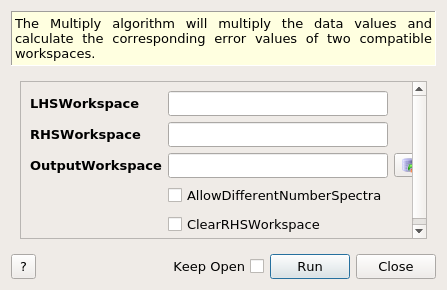 The Multiply algorithm will multiply the data values and
calculate the corresponding error values of two compatible
workspaces.
LHSWorkspace
RHSWorkspace
OutputWorkspace
AllowDifferentNumberSpectra
ClearRHSWorkspace
? Keep Open Run Close